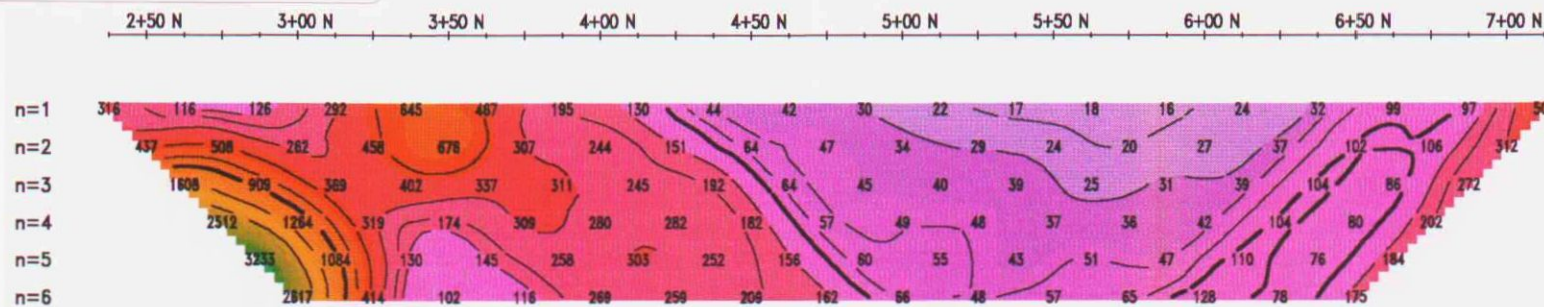 2+50 N 3+00 N 3+50 N 4+00 N 4+50 N 5+00 N 5+50 N 6+00 N 6+50 N 7+00 N
n=1 316 116 126 292 645 467 195 130 44 42 30 22 17 18 16 24 32 99 97
n=2 437 508 262 458 676 307 244 151 64 47 34 29 24 20 27 37 102 106 312
n=3 1608 909 369 402 337 311 245 192 64 45 40 39 25 31 39 104 86 272
n=4 2512 1264 319 174 309 280 282 182 57 49 48 37 36 42 104 80 202
n=5 3233 1084 130 145 258 303 252 156 60 55 43 51 47 110 76 184
n=6 2617 414 102 116 269 259 209 162 66 48 57 65 128 78 175